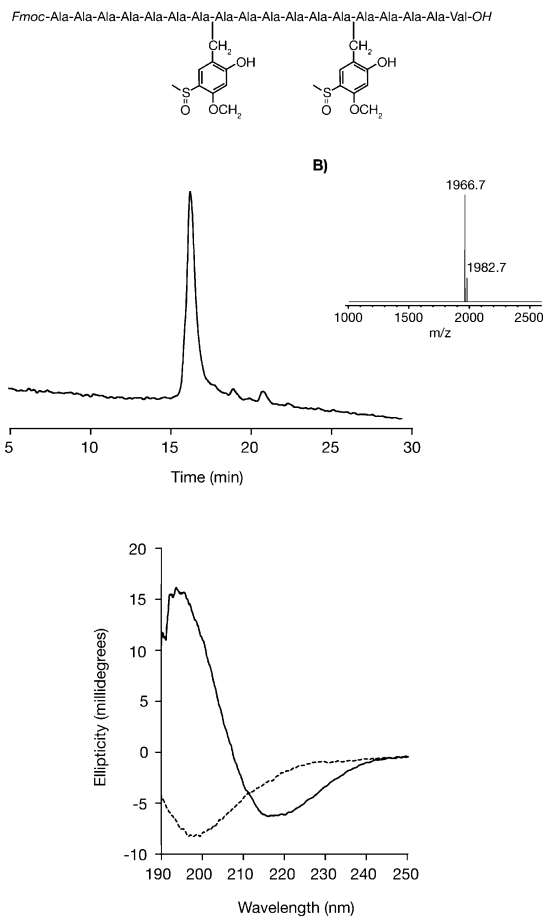 Fmoc-Ala-Ala-Ala-Ala-Ala-Ala-Ala-Ala-Ala-Ala-Ala-Ala-Ala-Ala-Ala-Ala-Ala-Val-OH
CH2 CH2
OH OH
S S
O O
OCH2 OCH2
B)
1966.7
1982.7
1000 1500 2000 2500
m/z
5 10 15 20 25 30
Time (min)
20
15
10
5
0
-5
-10
Ellipticity (millidegrees)
190 200 210 220 230 240 250
Wavelength (nm)